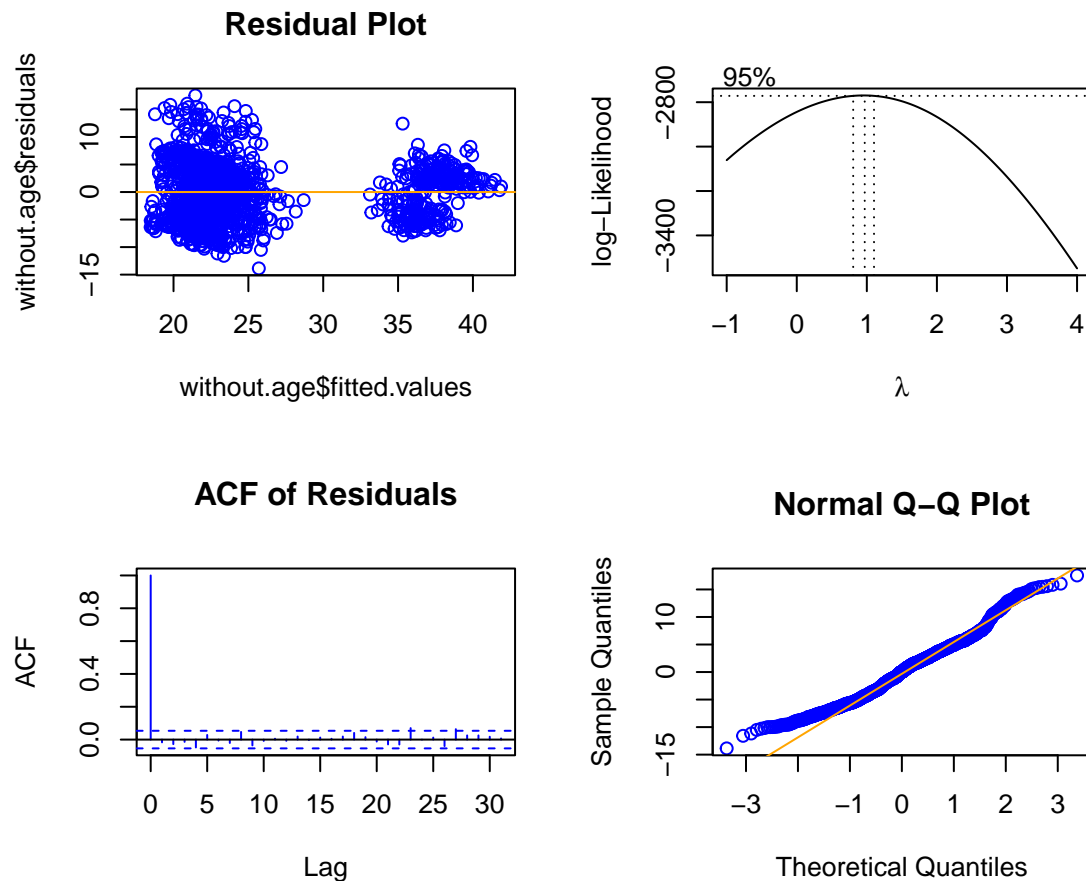 Residual Plot
without.age$residuals
10
0
−15
20 25 30 35 40
without.age$fitted.values
95%
log−Likelihood
−2800
−3400
−1 0 1 2 3 4
λ
ACF of Residuals
ACF
0.8
0.4
0.0
0 5 10 15 20 25 30
Lag
Normal Q−Q Plot
Sample Quantiles
10
0
−15
−3 −1 0 1 2 3
Theoretical Quantiles